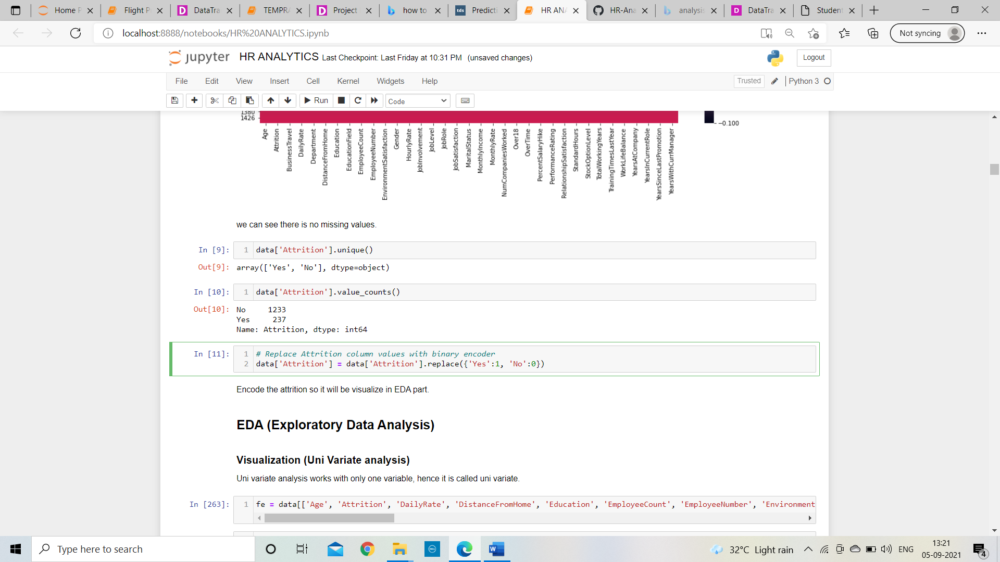 Home P
Flight P
DataTra
TEMPRA
Project
how to
Predicti
HR ANA
HR-Ana
analysis
DataTra
Student
localhost:8888/notebooks/HR%20ANALYTICS.ipynb
Not syncing
jupyter HR ANALYTICS Last Checkpoint: Last Friday at 10:31 PM (unsaved changes)
Logout
File Edit View Insert Cell Kernel Widgets Help
Trusted
Python 3
Run
Code
1380
1426
−0.100
Age
Attrition
BusinessTravel
DailyRate
Department
DistanceFromHome
Education
EducationField
EmployeeCount
EmployeeNumber
EnvironmentSatisfaction
Gender
HourlyRate
JobInvolvement
JobLevel
JobRole
JobSatisfaction
MaritalStatus
MonthlyIncome
MonthlyRate
NumCompaniesWorked
Over18
OverTime
PercentSalaryHike
PerformanceRating
RelationshipSatisfaction
StandardHours
StockOptionLevel
TotalWorkingYears
TrainingTimesLastYear
WorkLifeBalance
YearsAtCompany
YearsInCurrentRole
YearsSinceLastPromotion
YearsWithCurrManager
we can see there is no missing values.
In [9]: 1 data['Attrition'].unique()
Out[9]: array(['Yes', 'No'], dtype=object)
In [10]: 1 data['Attrition'].value_counts()
Out[10]: No 1233
Yes 237
Name: Attrition, dtype: int64
In [11]: 1 # Replace Attrition column values with binary encoder
2 data['Attrition'] = data['Attrition'].replace({'Yes':1, 'No':0})
Encode the attrition so it will be visualize in EDA part.
EDA (Exploratory Data Analysis)
Visualization (Uni Variate analysis)
Uni variate analysis works with only one variable, hence it is called uni variate.
In [263]: 1 fe = data[['Age', 'Attrition', 'DailyRate', 'DistanceFromHome', 'Education', 'EmployeeCount', 'EmployeeNumber', 'Environment
Type here to search
32°C Light rain
ENG
13:21
05-09-2021
4